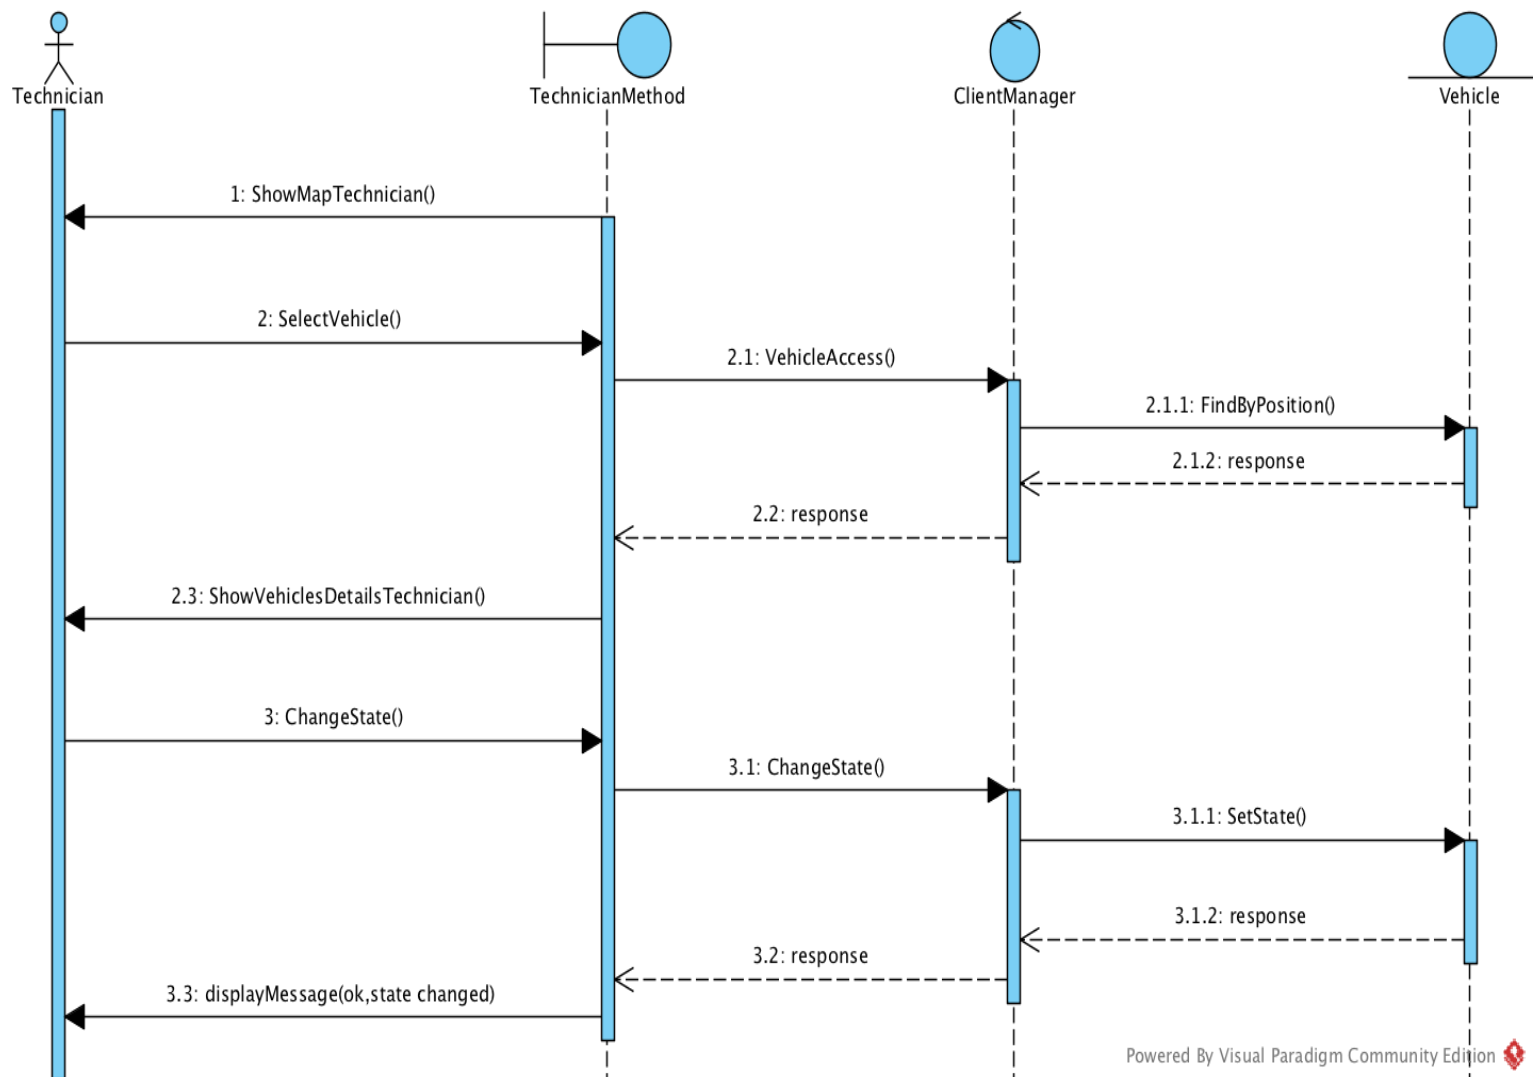 Technician
TechnicianMethod
ClientManager
Vehicle
1: ShowMapTechnician()
2: SelectVehicle()
2.1: VehicleAccess()
2.1.1: FindByPosition()
2.1.2: response
2.2: response
2.3: ShowVehiclesDetailsTechnician()
3: ChangeState()
3.1: ChangeState()
3.1.1: SetState()
3.1.2: response
3.2: response
3.3: displayMessage(ok,state changed)
Powered By Visual Paradigm Community Edition